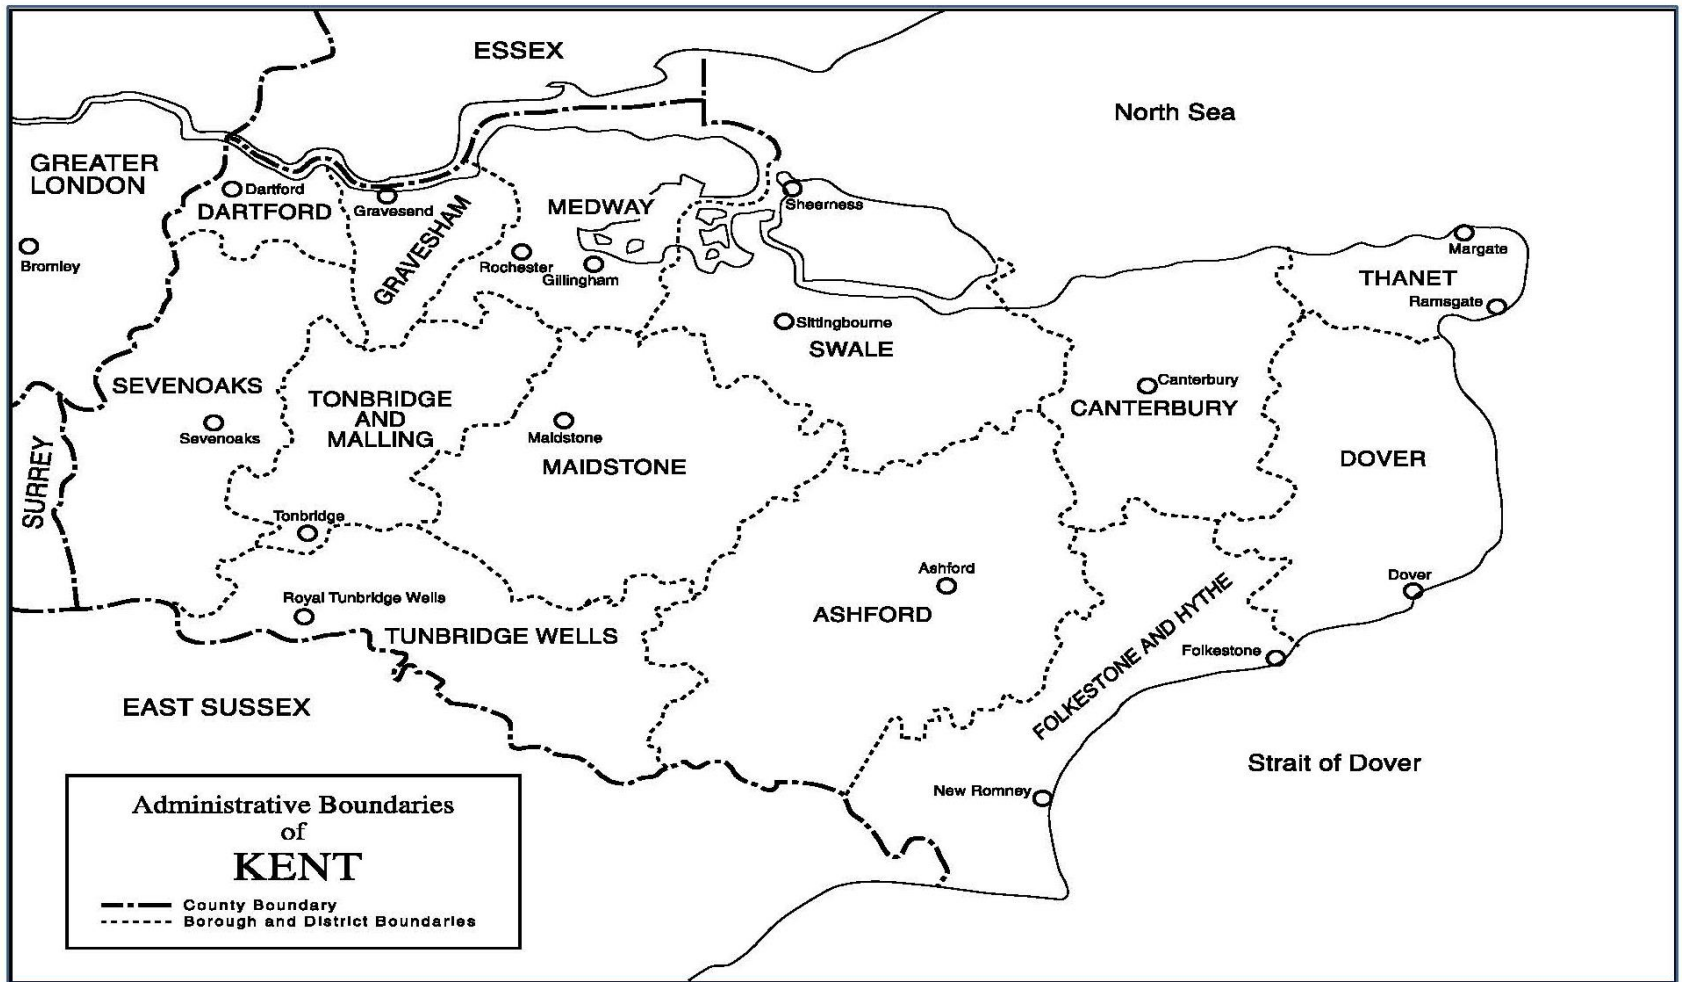 ESSEX
North Sea
GREATER
LONDON
Dartford
DARTFORD
Gravesend
GRAVESHAM
MEDWAY
Sheerness
Bromley
Rochester
Gillingham
Margate
THANET
Ramsgate
Sittingbourne
SWALE
SEVENOAKS
Sevenoaks
TONBRIDGE
AND
MALLING
Maidstone
MAIDSTONE
Canterbury
CANTERBURY
DOVER
SURREY
Tonbridge
Ashford
ASHFORD
Dover
Royal Tunbridge Wells
TUNBRIDGE WELLS
FOLKESTONE AND HYTHE
Folkestone
EAST SUSSEX
Strait of Dover
New Romney
Administrative Boundaries
of
KENT
County Boundary
Borough and District Boundaries